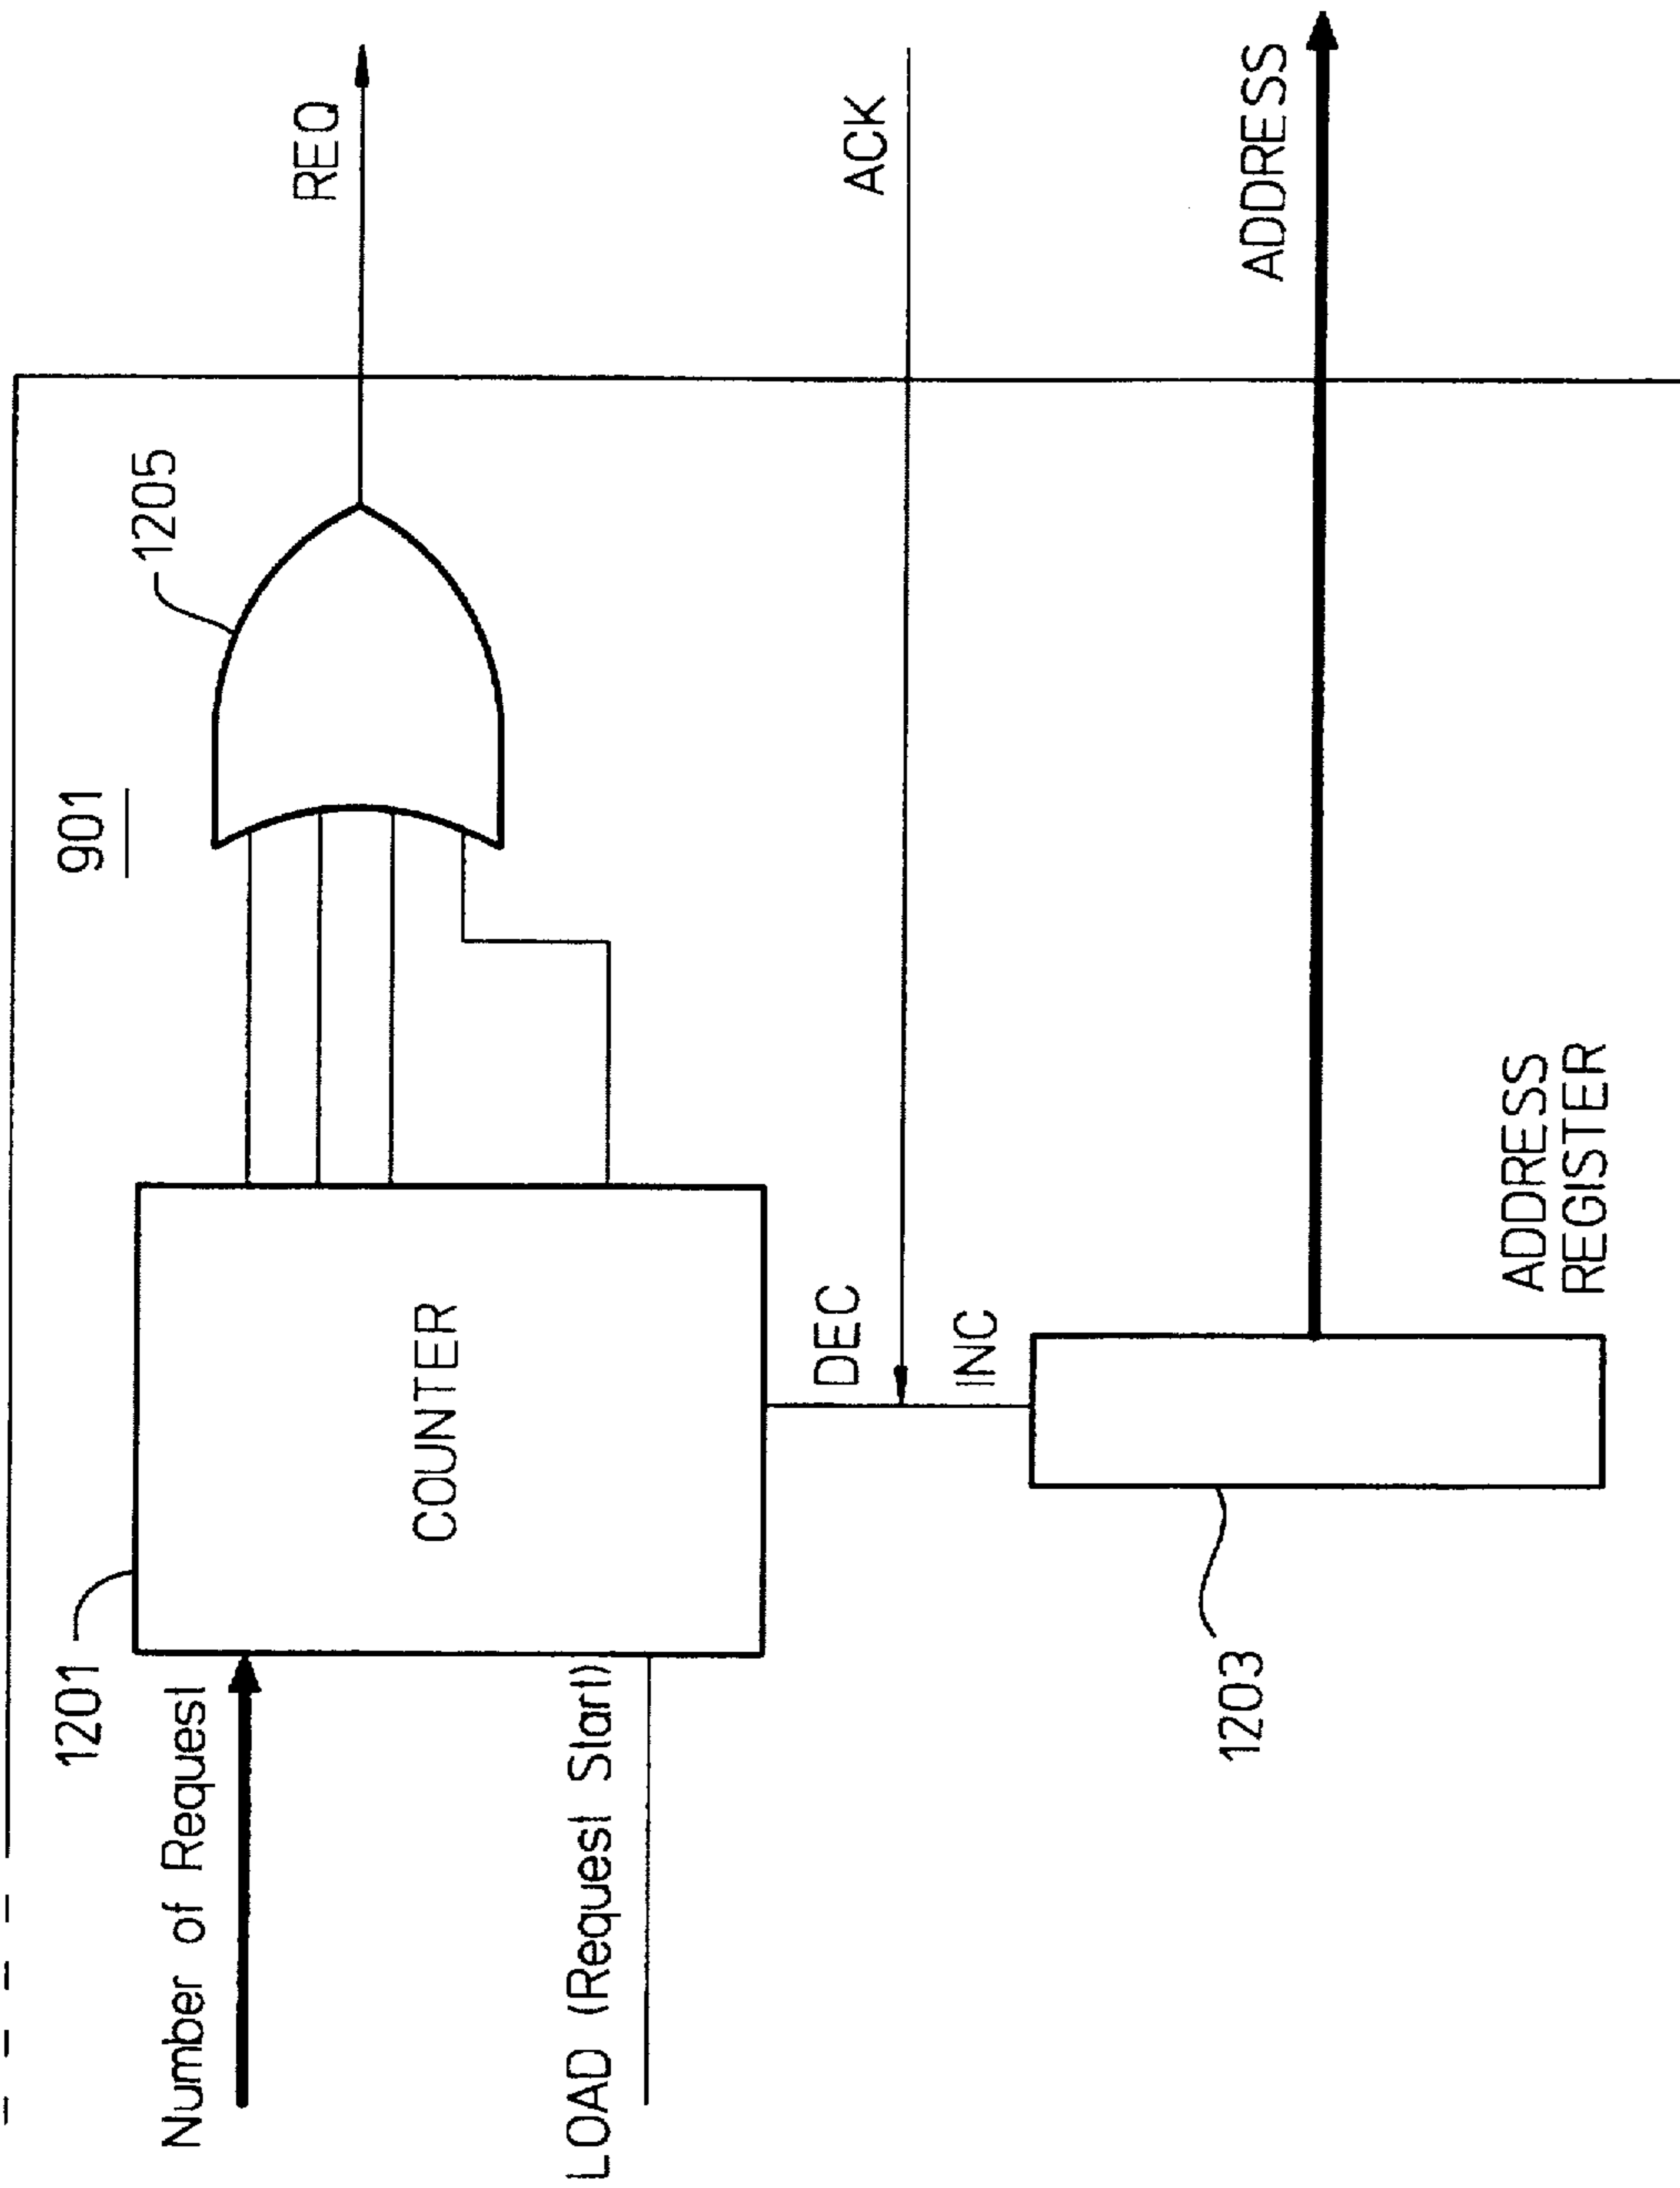 901
1201
Number of Request
LOAD (Request Start)
COUNTER
1205
REQ
DEC
ACK
INC
1203
ADDRESS
REGISTER
ADDRESS